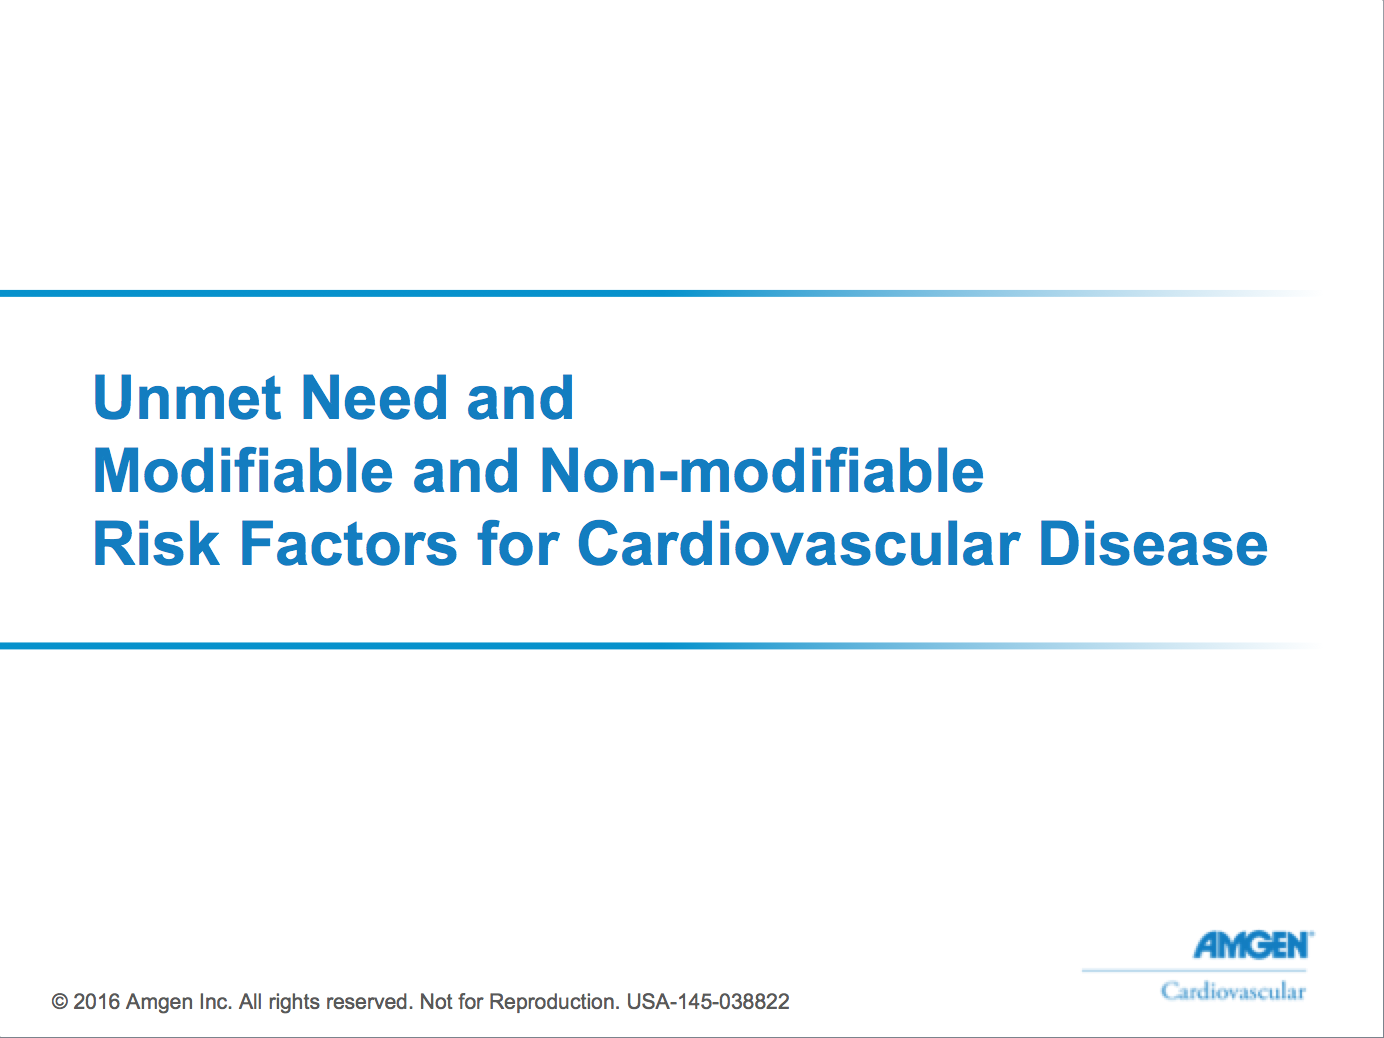 Unmet Need and
Modifiable and Non-modifiable
Risk Factors for Cardiovascular Disease
AMGEN®
Cardiovascular
© 2016 Amgen Inc. All rights reserved. Not for Reproduction. USA-145-038822